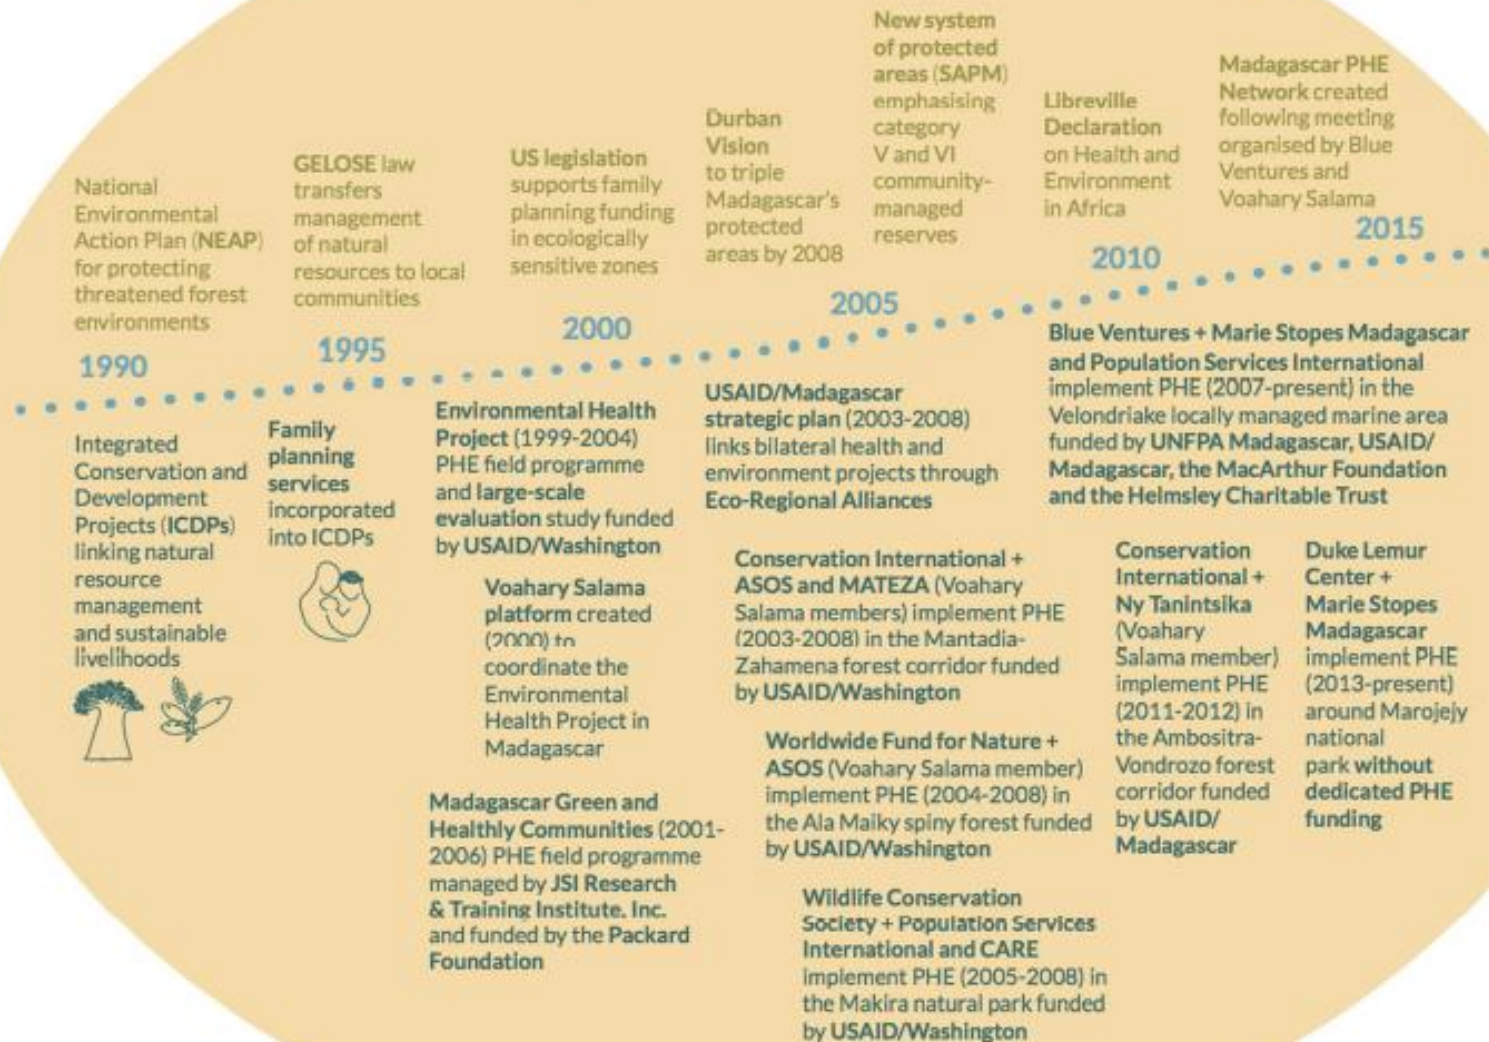 National
Environmental
Action Plan (NEAP)
for protecting
threatened forest
environments
GELOSE law
transfers
management
of natural
resources to local
communities
US legislation
supports family
planning funding
in ecologically
sensitive zones
Durban
Vision
to triple
Madagascar's
protected
areas by 2008
New system
of protected
areas (SAPM)
emphasising
category
V and VI
community-
managed
reserves
Libreville
Declaration
on Health and
Environment
in Africa
Madagascar PHE
Network created
following meeting
organised by Blue
Ventures and
Voahary Salama
1990
1995
2000
2005
2010
2015
Integrated
Conservation and
Development
Projects (ICDPs)
linking natural
resource
management
and sustainable
livelihoods
Family
planning
services
incorporated
into ICDPs
Environmental Health
Project (1999-2004)
PHE field programme
and large-scale
evaluation study funded
by USAID/Washington
Voahary Salama
platform created
(2000) to
coordinate the
Environmental
Health Project in
Madagascar
Madagascar Green and
Healthly Communities (2001-
2006) PHE field programme
managed by JSI Research
& Training Institute. Inc.
and funded by the Packard
Foundation
USAID/Madagascar
strategic plan (2003-2008)
links bilateral health and
environment projects through
Eco-Regional Alliances
Conservation International +
ASOS and MATEZA (Voahary
Salama members) implement PHE
(2003-2008) in the Mantadia-
Zahamena forest corridor funded
by USAID/Washington
Worldwide Fund for Nature +
ASOS (Voahary Salama member)
implement PHE (2004-2008) in
the Ala Maiky spiny forest funded
by USAID/Washington
Wildlife Conservation
Society + Population Services
International and CARE
implement PHE (2005-2008) in
the Makira natural park funded
by USAID/Washington
Blue Ventures + Marie Stopes Madagascar
and Population Services International
implement PHE (2007-present) in the
Velondriake locally managed marine area
funded by UNFPA Madagascar, USAID/
Madagascar, the MacArthur Foundation
and the Helmsley Charitable Trust
Conservation
International +
Ny Tanintsika
(Voahary
Salama member)
implement PHE
(2011-2012) in
the Ambositra-
Vondrozo forest
corridor funded
by USAID/
Madagascar
Duke Lemur
Center +
Marie Stopes
Madagascar
implement PHE
(2013-present)
around Marojejy
national
park without
dedicated PHE
funding